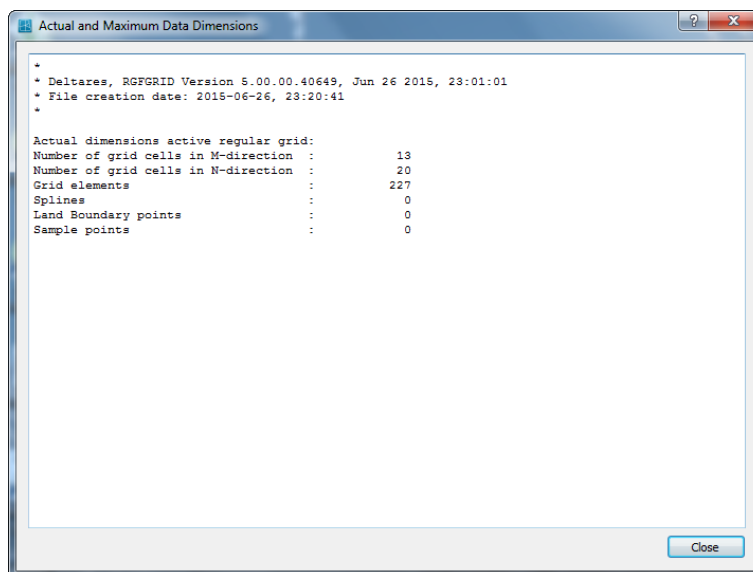 Actual and Maximum Data Dimensions
*
* Deltares, RGFGRID Version 5.00.00.40649, Jun 26 2015, 23:01:01
* File creation date: 2015-06-26, 23:20:41
*
Actual dimensions active regular grid:
Number of grid cells in M-direction : 13
Number of grid cells in N-direction : 20
Grid elements : 227
Splines : 0
Land Boundary points : 0
Sample points : 0
Close